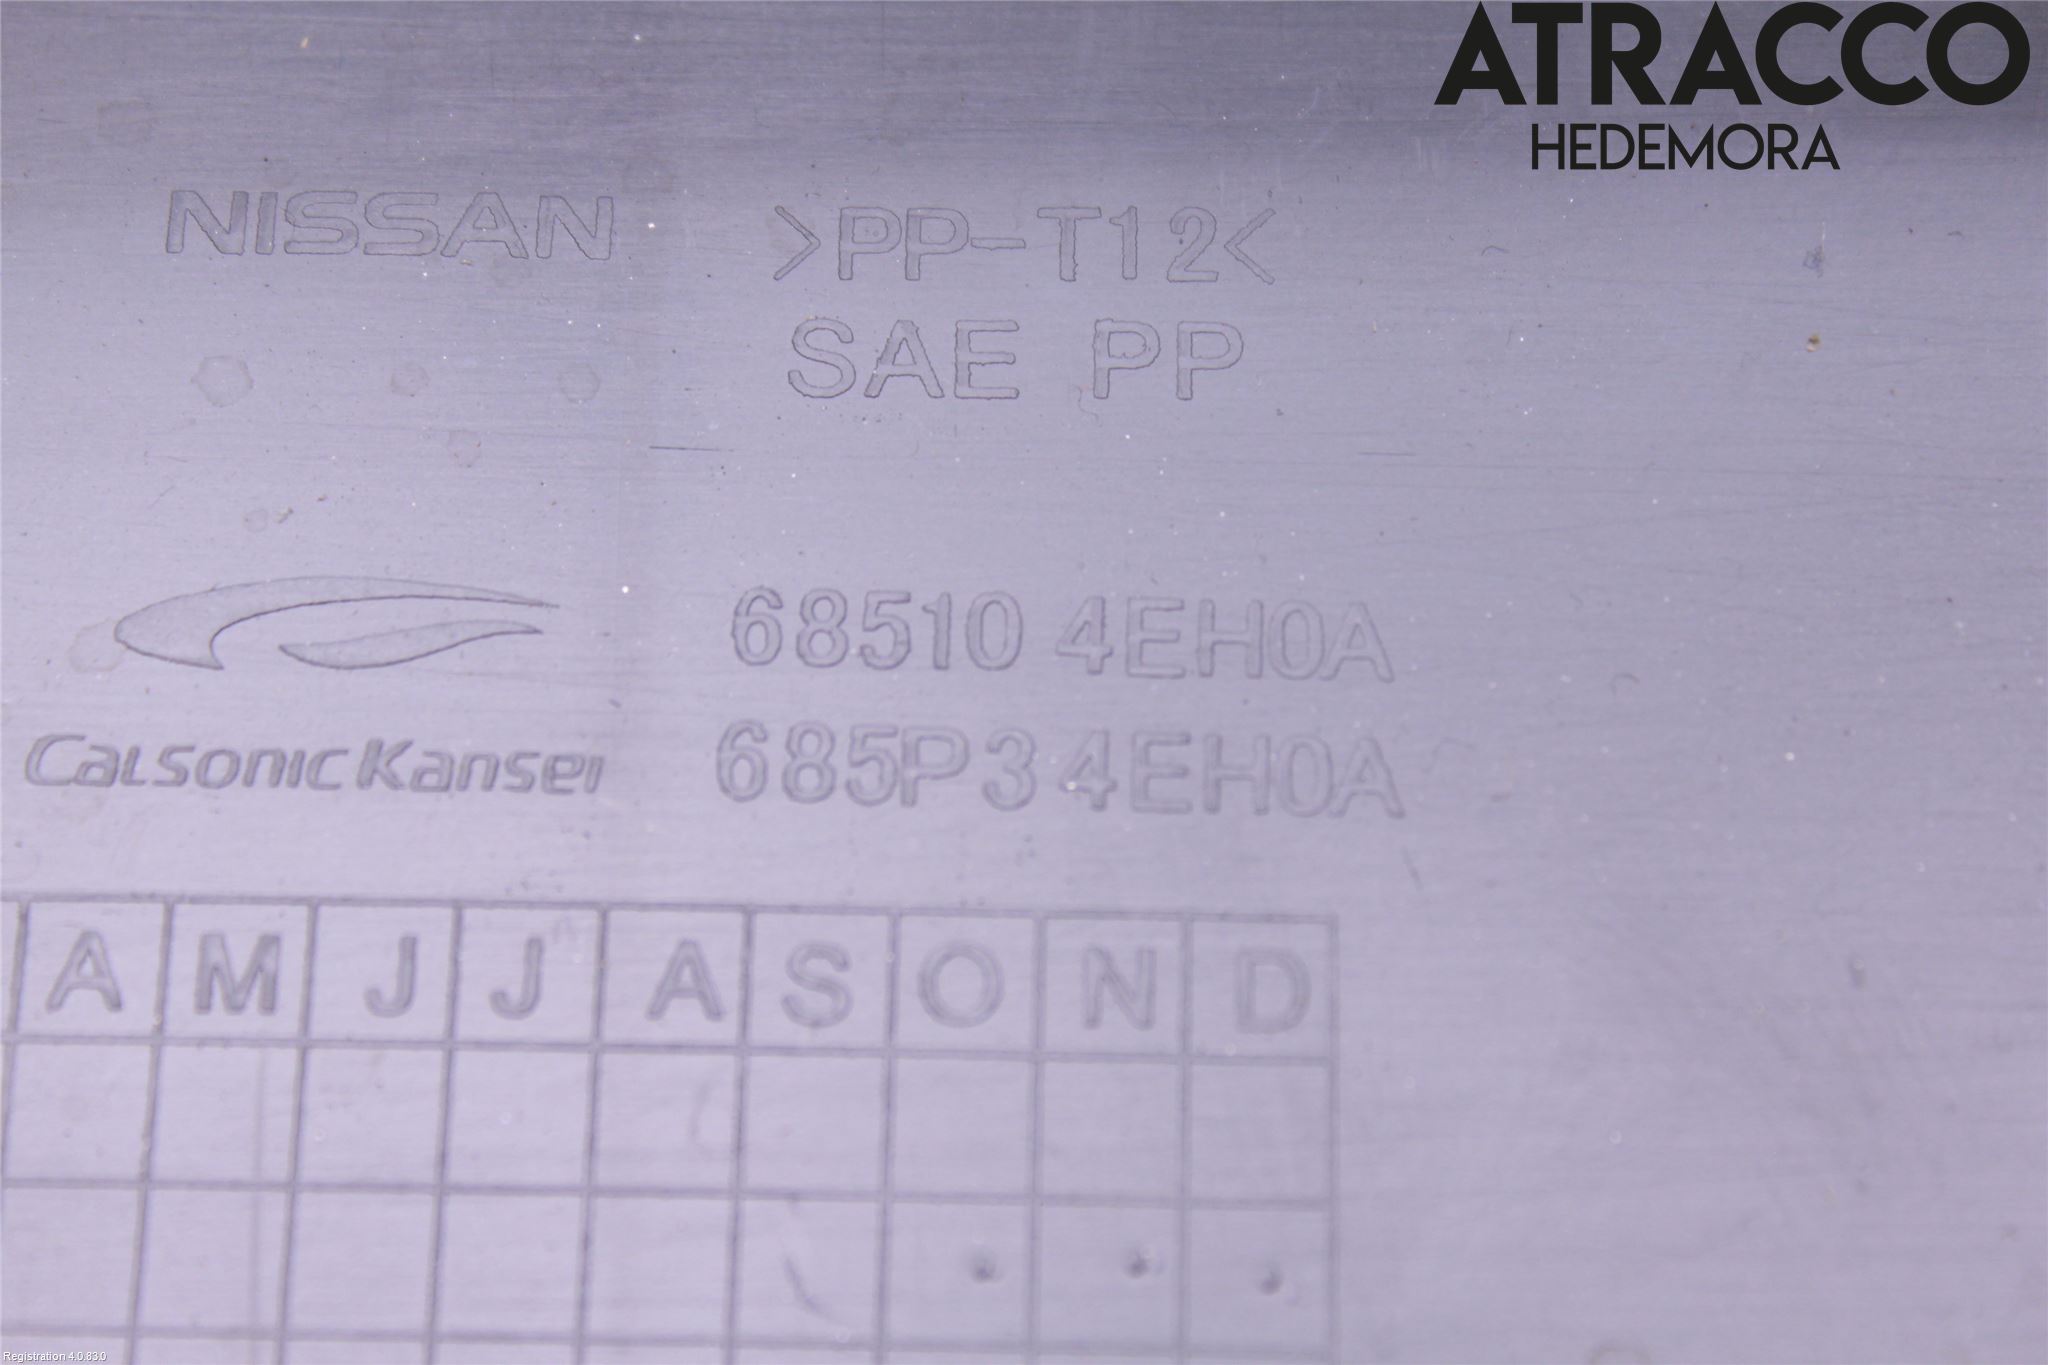 ATRACCO
HEDEMORA
NISSAN
>PP-T12<
SAE PP
68510 4EH0A
CalsonicKansei
685P3 4EH0A
A M J J A S O N D
Registration 4.0.83.0